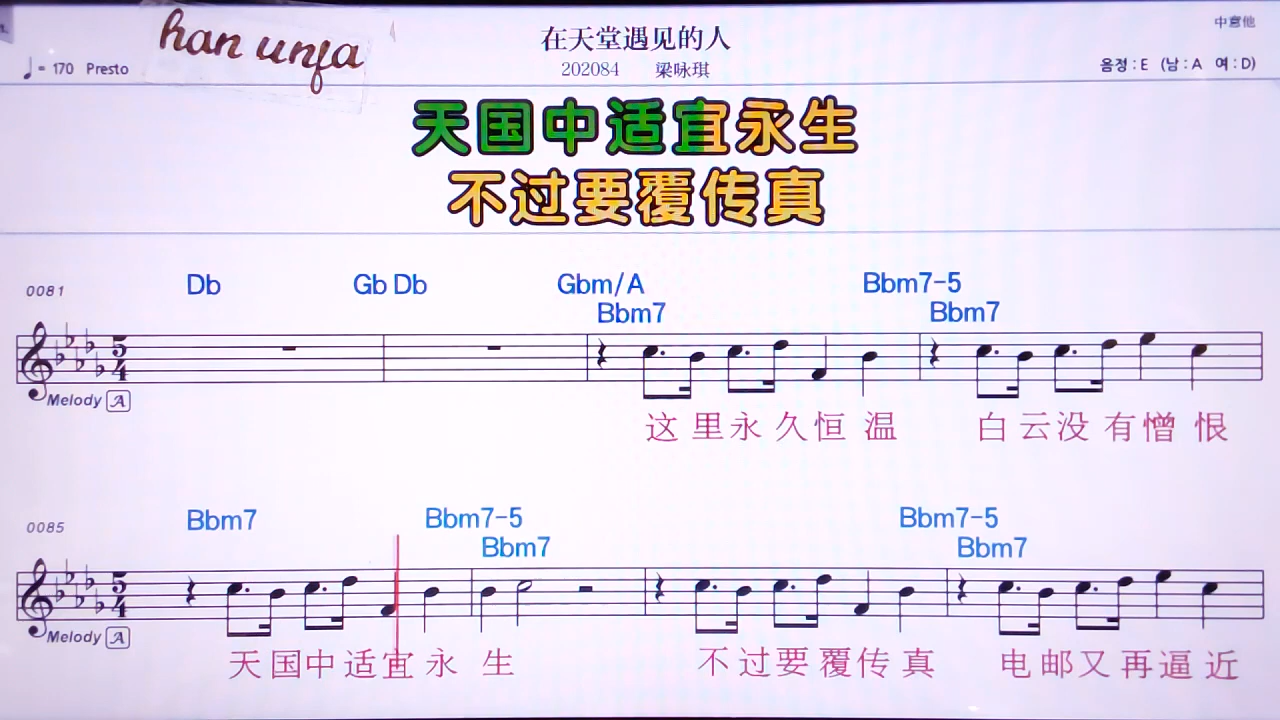 han unfa
在天堂遇见的人
中意他
♩= 170 Presto
202084 梁咏琪
음정 : E (남 : A 여 : D)
天国中适宜永生
不过要覆传真
0081
Db Gb Db Gbm/A Bbm7-5
Bbm7 Bbm7
5
4
Melody A
这里永久恒温 白云没有憎恨
0085
Bbm7 Bbm7-5 Bbm7-5
Bbm7 Bbm7
5
4
Melody A
天国中适宜永生 不过要覆传真 电邮又再逼近